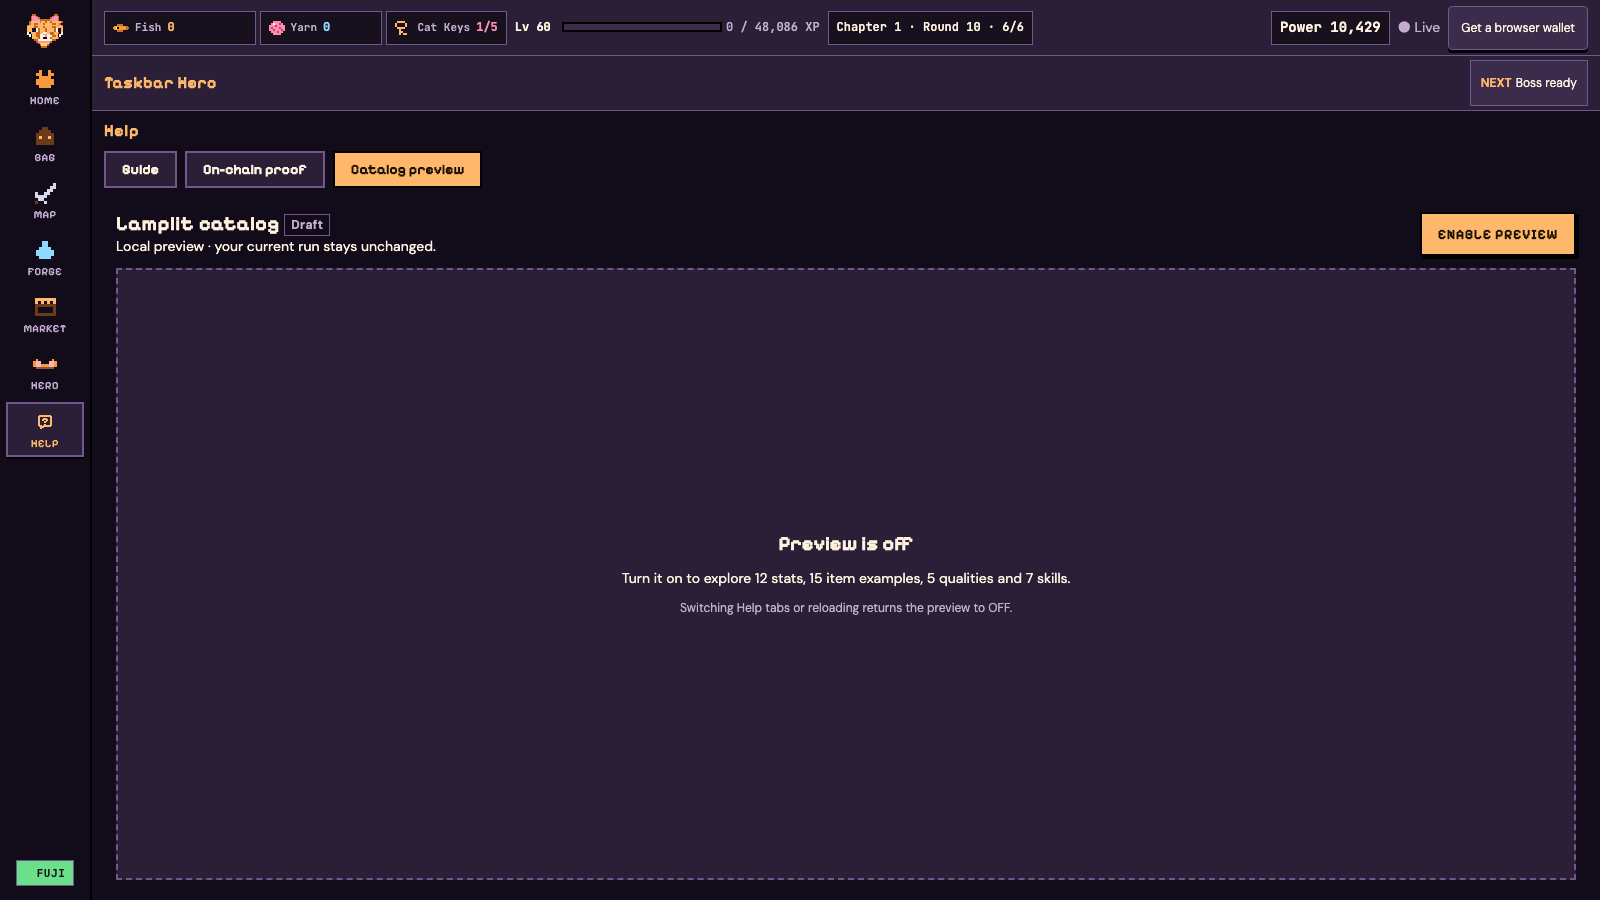 Fish 0
Yarn 0
Cat Keys 1/5
Lv 60
0 / 48,086 XP
Chapter 1 · Round 10 · 6/6
Power 10,429
Live
Get a browser wallet
HOME
BAG
MAP
FORGE
MARKET
HERO
HELP
FUJI
Taskbar Hero
NEXT Boss ready
Help
Guide
On-chain proof
Catalog preview
Lamplit catalog
Draft
Local preview · your current run stays unchanged.
ENABLE PREVIEW
Preview is off
Turn it on to explore 12 stats, 15 item examples, 5 qualities and 7 skills.
Switching Help tabs or reloading returns the preview to OFF.